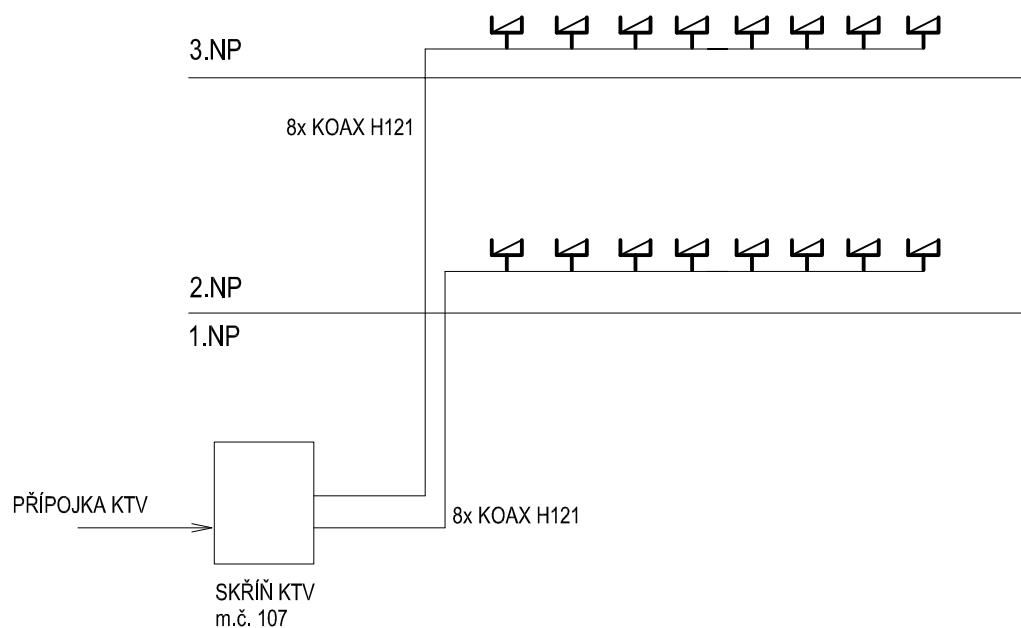 3.NP
8x KOAX H121
2.NP
1.NP
PŘÍPOJKA KTV
8x KOAX H121
SKŘÍŇ KTV
m.č. 107